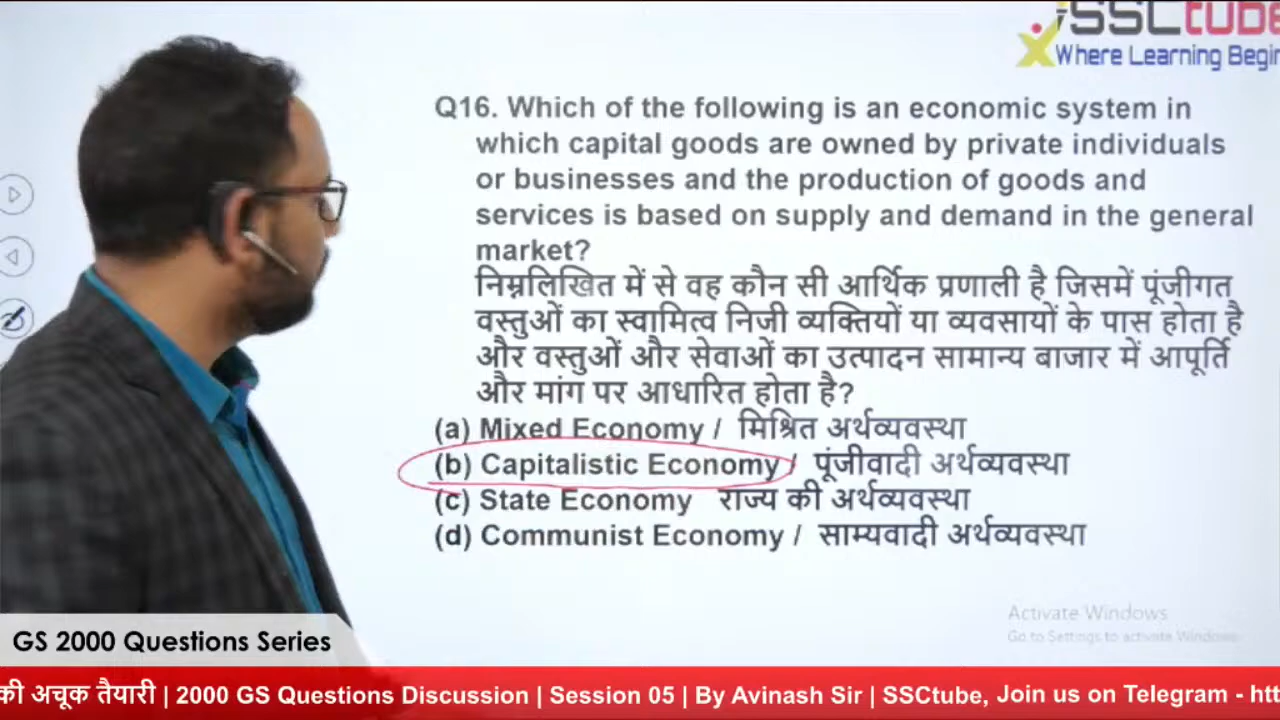 SSCtube
Where Learning Begin
Q16. Which of the following is an economic system in
which capital goods are owned by private individuals
or businesses and the production of goods and
services is based on supply and demand in the general
market?
निम्नलिखित में से वह कौन सी आर्थिक प्रणाली है जिसमें पूंजीगत
वस्तुओं का स्वामित्व निजी व्यक्तियों या व्यवसायों के पास होता है
और वस्तुओं और सेवाओं का उत्पादन सामान्य बाजार में आपूर्ति
और मांग पर आधारित होता है?
(a) Mixed Economy / मिश्रित अर्थव्यवस्था
(b) Capitalistic Economy / पूंजीवादी अर्थव्यवस्था
(c) State Economy राज्य की अर्थव्यवस्था
(d) Communist Economy / साम्यवादी अर्थव्यवस्था
Activate Windows
Go to Settings to activate Windows.
GS 2000 Questions Series
की अचूक तैयारी | 2000 GS Questions Discussion | Session 05 | By Avinash Sir | SSCtube, Join us on Telegram - htt